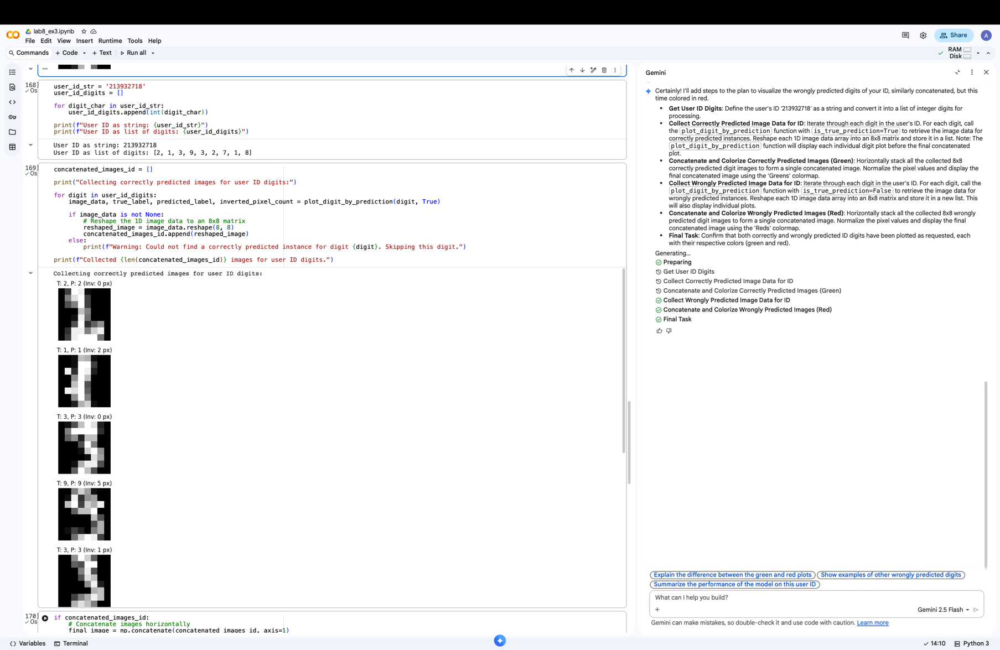 lab8_ex3.ipynb
File Edit View Insert Runtime Tools Help
Share
A
Commands + Code + Text Run all
RAM
Disk
168]
0s
user_id_str = '213932718'
user_id_digits = []
for digit_char in user_id_str:
user_id_digits.append(int(digit_char))
print(f"User ID as string: {user_id_str}")
print(f"User ID as list of digits: {user_id_digits}")
User ID as string: 213932718
User ID as list of digits: [2, 1, 3, 9, 3, 2, 7, 1, 8]
169]
0s
concatenated_images_id = []
print("Collecting correctly predicted images for user ID digits:")
for digit in user_id_digits:
image_data, true_label, predicted_label, inverted_pixel_count = plot_digit_by_prediction(digit, True)
if image_data is not None:
# Reshape the 1D image data to an 8x8 matrix
reshaped_image = image_data.reshape(8, 8)
concatenated_images_id.append(reshaped_image)
else:
print(f"Warning: Could not find a correctly predicted instance for digit {digit}. Skipping this digit.")
print(f"Collected {len(concatenated_images_id)} images for user ID digits.")
Collecting correctly predicted images for user ID digits:
T: 2, P: 2 (Inv: 0 px)
T: 1, P: 1 (Inv: 2 px)
T: 3, P: 3 (Inv: 0 px)
T: 9, P: 9 (Inv: 5 px)
T: 3, P: 3 (Inv: 1 px)
170]
0s
if concatenated_images_id:
# Concatenate images horizontally
final_image = np.concatenate(concatenated_images_id, axis=1)
Gemini
Certainly! I'll add steps to the plan to visualize the wrongly predicted digits of your ID, similarly concatenated, but this
time colored in red.
• Get User ID Digits: Define the user's ID '213932718' as a string and convert it into a list of integer digits for
processing.
• Collect Correctly Predicted Image Data for ID: Iterate through each digit in the user's ID. For each digit, call
the plot_digit_by_prediction function with is_true_prediction=True to retrieve the image data for
correctly predicted instances. Reshape each 1D image data array into an 8x8 matrix and store it in a list. Note: The
plot_digit_by_prediction function will display each individual digit plot before the final concatenated
plot.
• Concatenate and Colorize Correctly Predicted Images (Green): Horizontally stack all the collected 8x8
correctly predicted digit images to form a single concatenated image. Normalize the pixel values and display the
final concatenated image using the 'Greens' colormap.
• Collect Wrongly Predicted Image Data for ID: Iterate through each digit in the user's ID. For each digit, call the
plot_digit_by_prediction function with is_true_prediction=False to retrieve the image data for
wrongly predicted instances. Reshape each 1D image data array into an 8x8 matrix and store it in a new list. This
will also display individual plots.
• Concatenate and Colorize Wrongly Predicted Images (Red): Horizontally stack all the collected 8x8 wrongly
predicted digit images to form a single concatenated image. Normalize the pixel values and display the final
concatenated image using the 'Reds' colormap.
• Final Task: Confirm that both correctly and wrongly predicted ID digits have been plotted as requested, each
with their respective colors (green and red).
Generating...
Preparing
Get User ID Digits
Collect Correctly Predicted Image Data for ID
Concatenate and Colorize Correctly Predicted Images (Green)
Collect Wrongly Predicted Image Data for ID
Concatenate and Colorize Wrongly Predicted Images (Red)
Final Task
Explain the difference between the green and red plots Show examples of other wrongly predicted digits
Summarize the performance of the model on this user ID
What can I help you build?
+ Gemini 2.5 Flash
Gemini can make mistakes, so double-check it and use code with caution. Learn more
Variables Terminal
14:10 Python 3